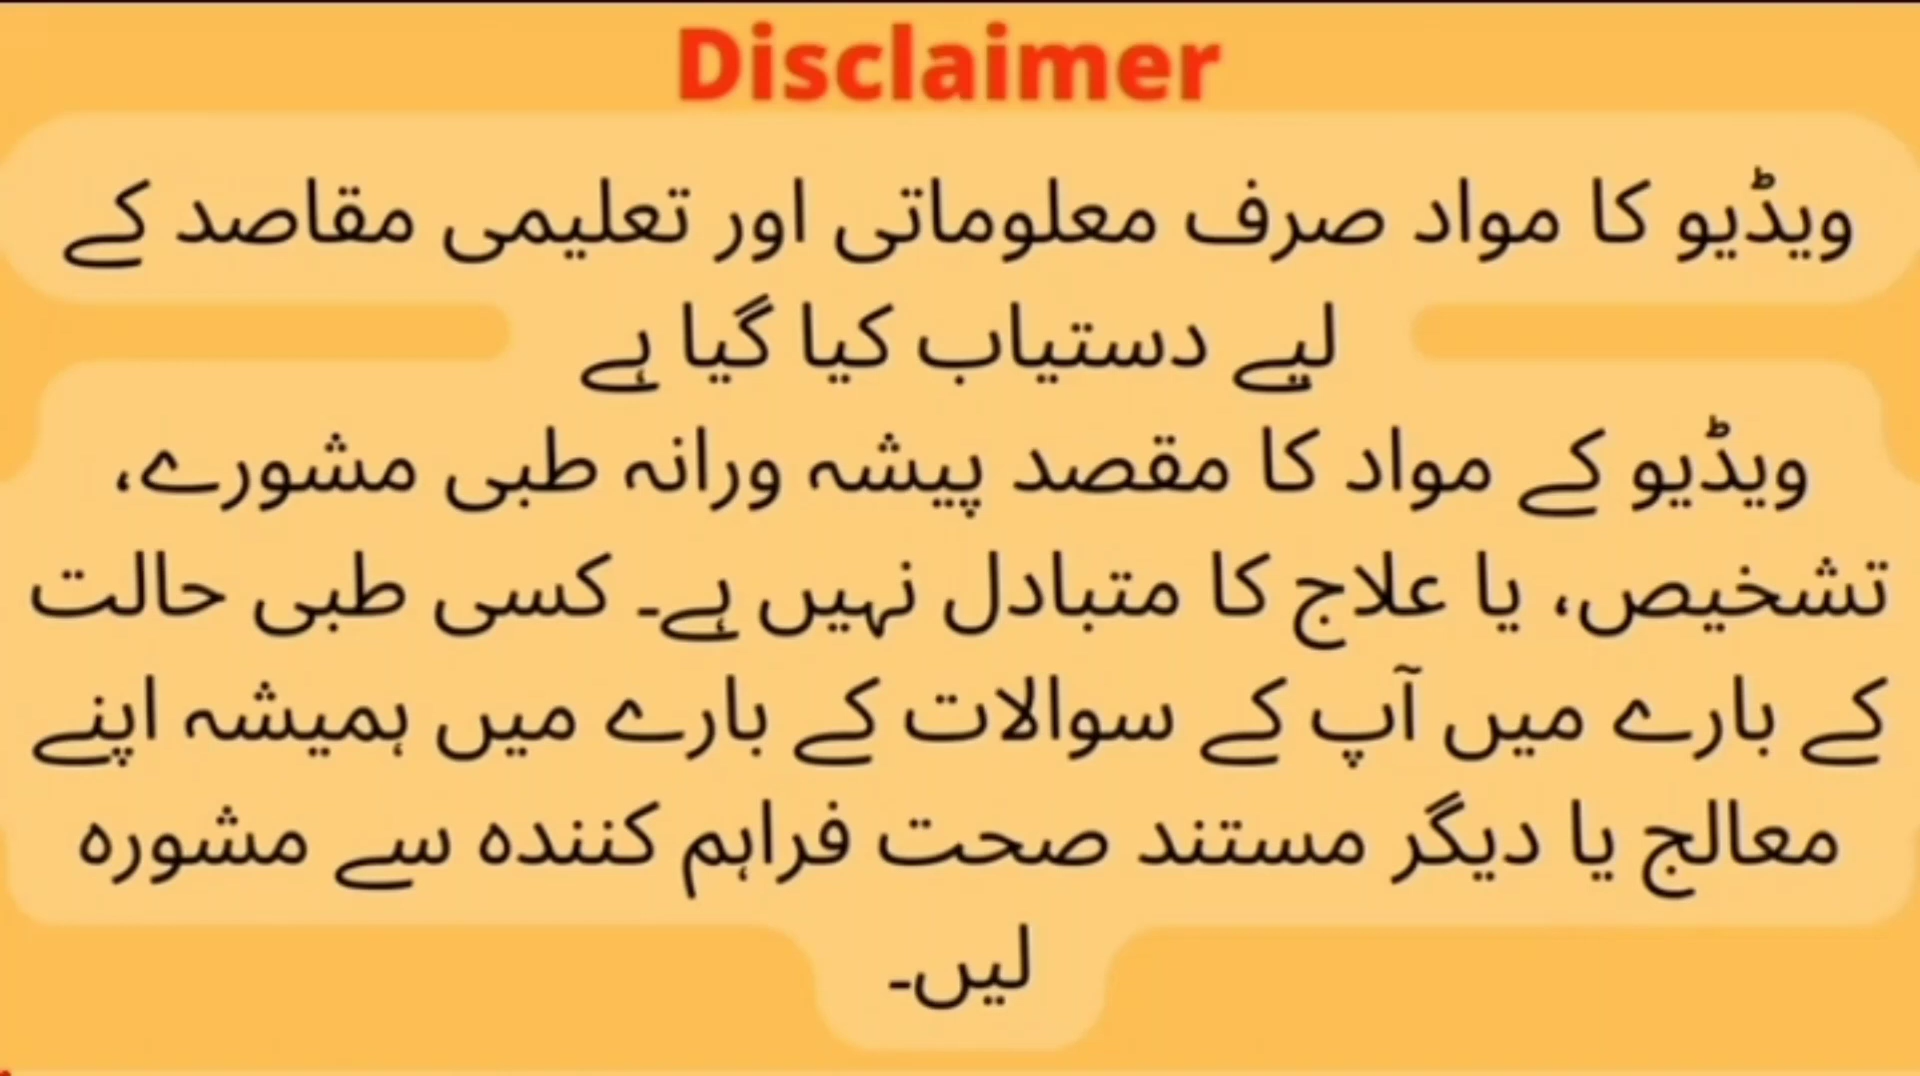 Disclaimer
ویڈیو کا مواد صرف معلوماتی اور تعلیمی مقاصد کے
لیے دستیاب کیا گیا ہے
ویڈیو کے مواد کا مقصد پیشہ ورانہ طبی مشورے،
تشخیص، یا علاج کا متبادل نہیں ہے۔ کسی طبی حالت
کے بارے میں آپ کے سوالات کے بارے میں ہمیشہ اپنے
معالج یا دیگر مستند صحت فراہم کنندہ سے مشورہ
لیں۔